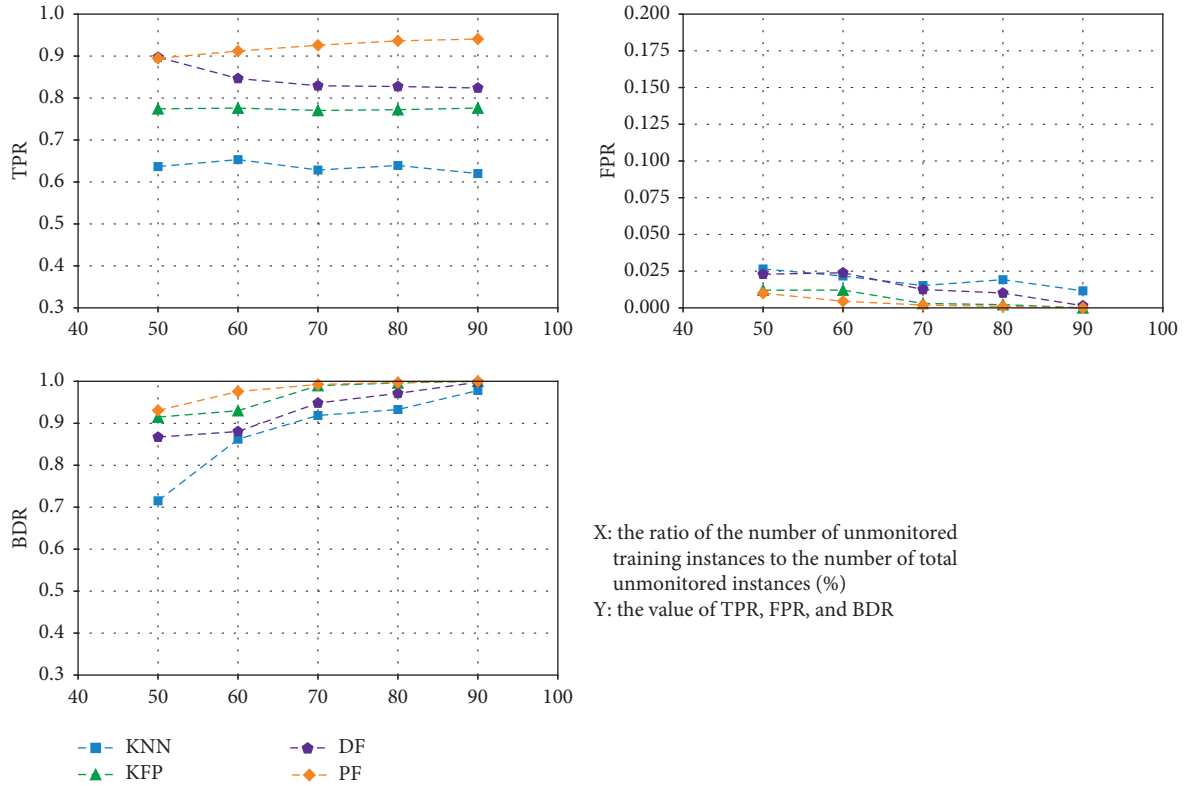 1.0
0.9
0.8
0.7
0.6
0.5
0.4
0.3
TPR
40 50 60 70 80 90 100
0.200
0.175
0.150
0.125
0.100
0.075
0.050
0.025
0.000
FPR
40 50 60 70 80 90 100
1.0
0.9
0.8
0.7
0.6
0.5
0.4
0.3
BDR
40 50 60 70 80 90 100
X: the ratio of the number of unmonitored
training instances to the number of total
unmonitored instances (%)
Y: the value of TPR, FPR, and BDR
KNN DF
KFP PF